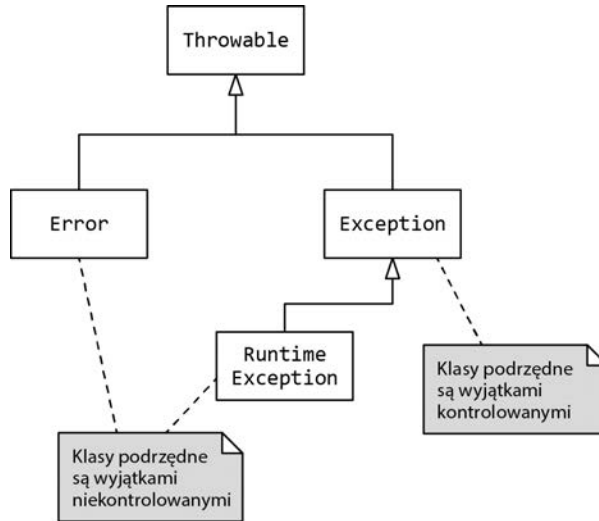 Throwable
Error
Exception
Runtime
Exception
Klasy podrzędne
są wyjątkami
kontrolowanymi
Klasy podrzędne
są wyjątkami
niekontrolowanymi